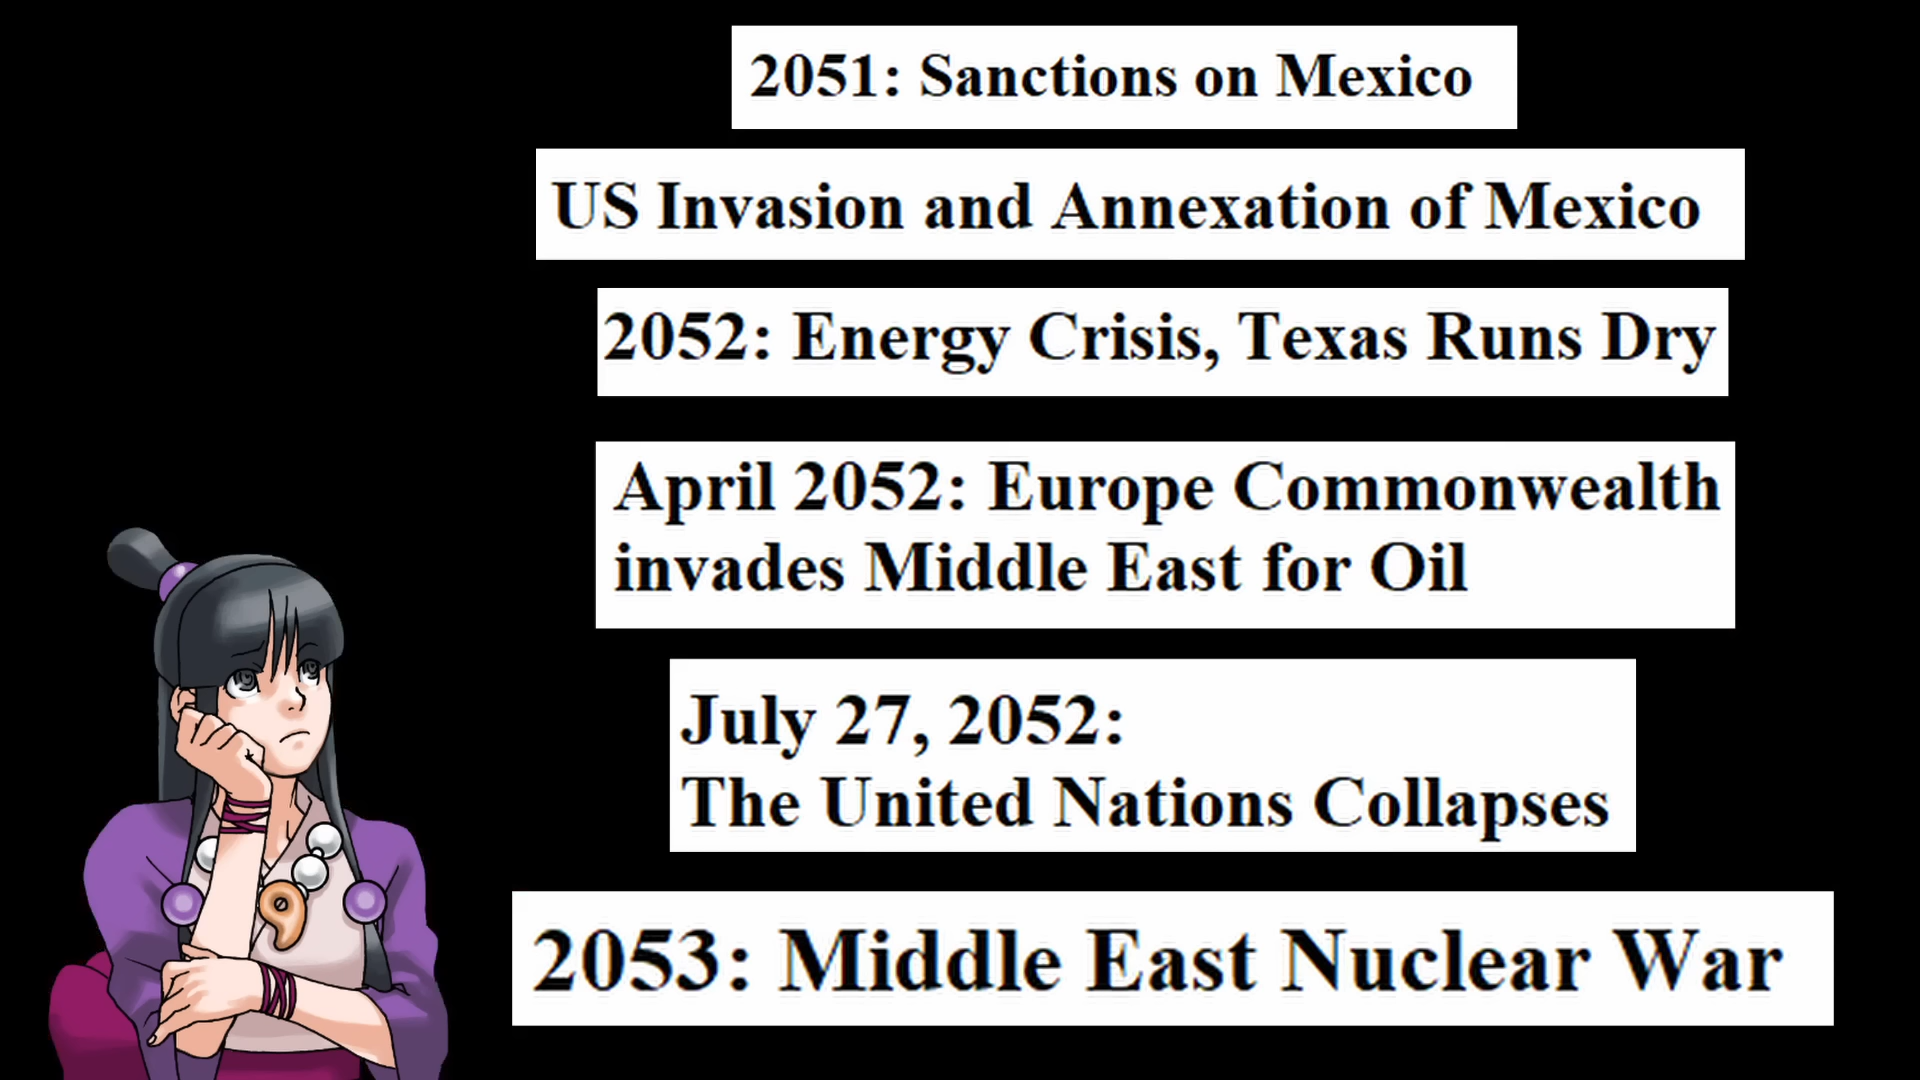 2051: Sanctions on Mexico
US Invasion and Annexation of Mexico
2052: Energy Crisis, Texas Runs Dry
April 2052: Europe Commonwealth
invades Middle East for Oil
July 27, 2052:
The United Nations Collapses
2053: Middle East Nuclear War